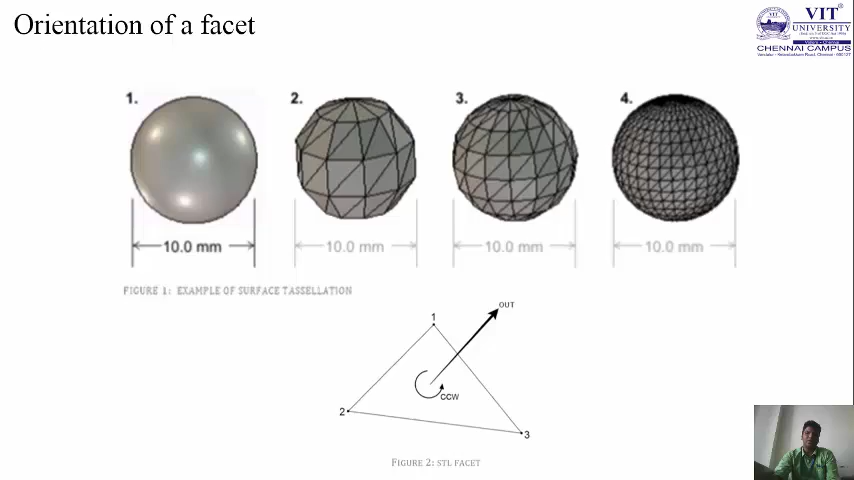 Orientation of a facet
VIT
UNIVERSITY
CHENNAI CAMPUS
1.
2.
3.
4.
10.0 mm
10.0 mm
10.0 mm
10.0 mm
FIGURE 1: EXAMPLE OF SURFACE TASSELLATION
OUT
1
CCW
2
3
FIGURE 2: STL FACET